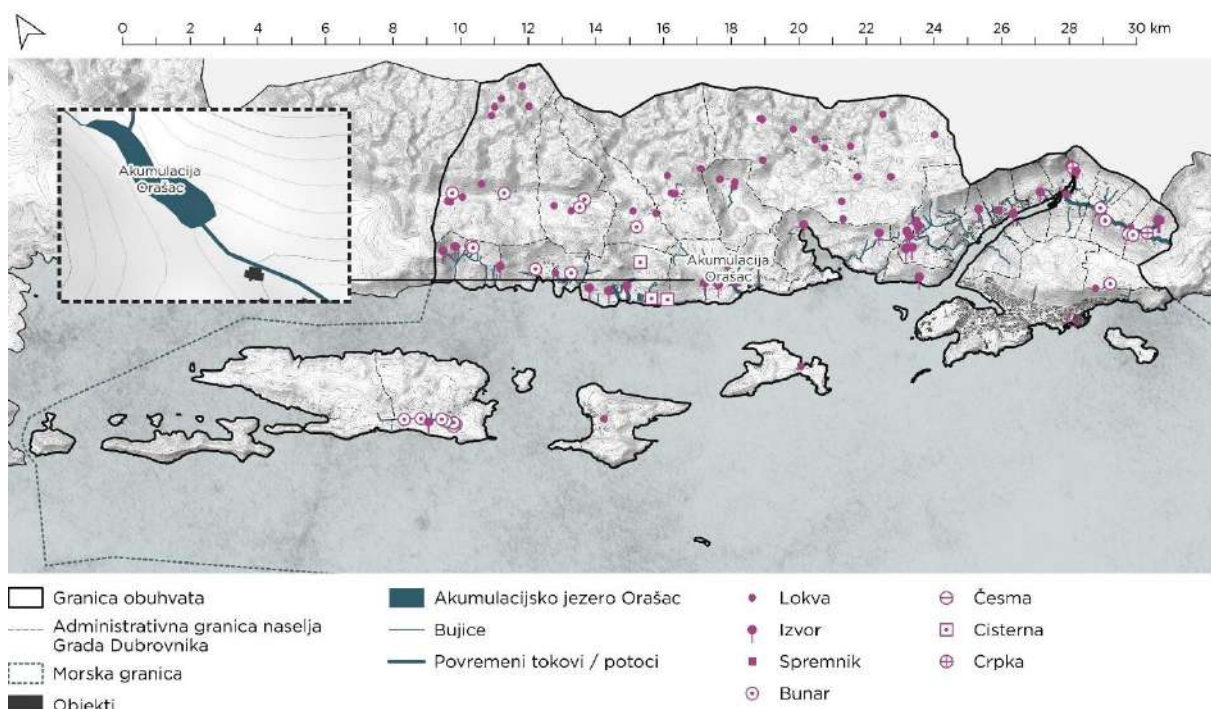 0 2 4 6 8 10 12 14 16 18 20 22 24 26 28 30 km
Akumulacija
Orašac
Akumulacija
Orašac
Granica obuhvata
Administrativna granica naselja
Grada Dubrovnika
Morska granica
Objekti
Akumulacijsko jezero Orašac
Bujice
Povremeni tokovi / potoci
Lokva
Izvor
Spremnik
Bunar
Česma
Cisterna
Crpka